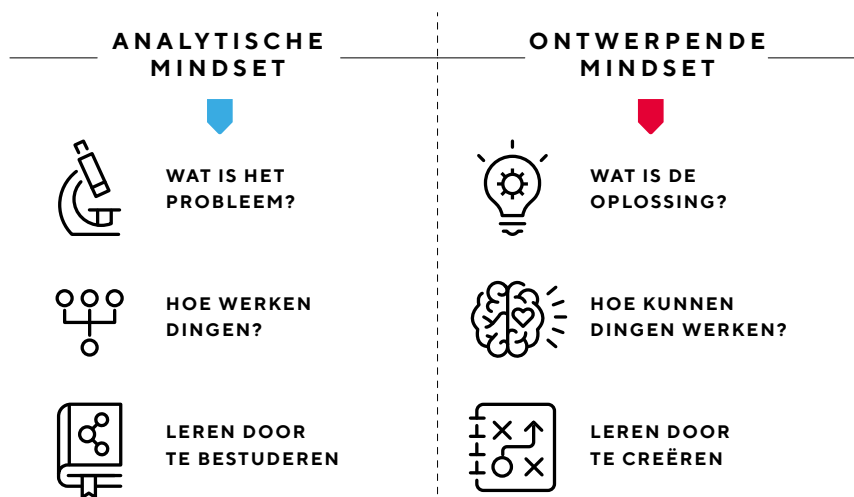 ANALYTISCHE
MINDSET
WAT IS HET
PROBLEEM?
HOE WERKEN
DINGEN?
LEREN DOOR
TE BESTUDEREN
ONTWERPENDE
MINDSET
WAT IS DE
OPLOSSING?
HOE KUNNEN
DINGEN WERKEN?
LEREN DOOR
TE CREËREN